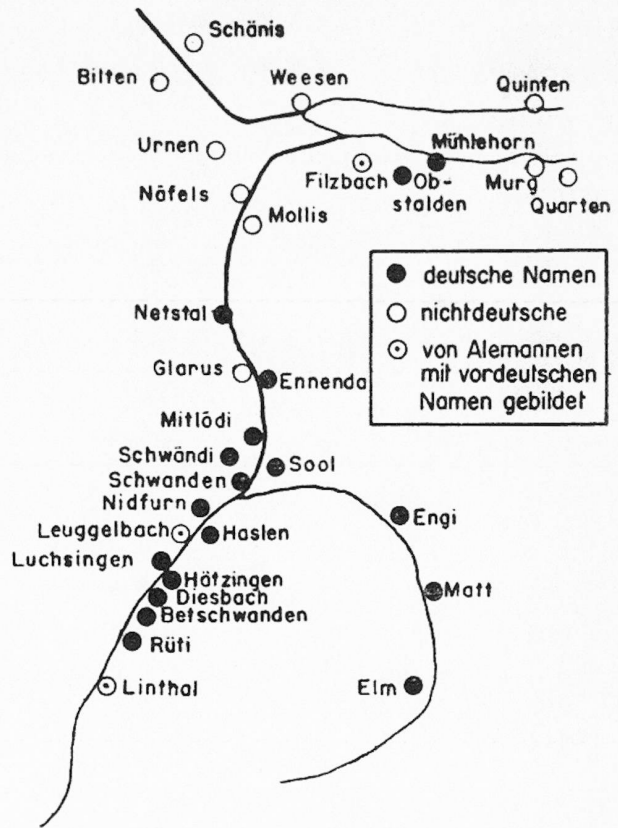 Schänis
Bilten
Weesen
Quinten
Urnen
Mühlehorn
Filzbach
Ob-
stalden
Murg
Quarten
Näfels
Mollis
deutsche Namen
nichtdeutsche
von Alemannen
mit vordeutschen
Namen gebildet
Netstal
Glarus
Ennenda
Mitlödi
Schwändi
Sool
Schwanden
Nidfurn
Engi
Leuggelbach
Haslen
Luchsingen
Hätzingen
Diesbach
Matt
Betschwanden
Rüti
Linthal
Elm